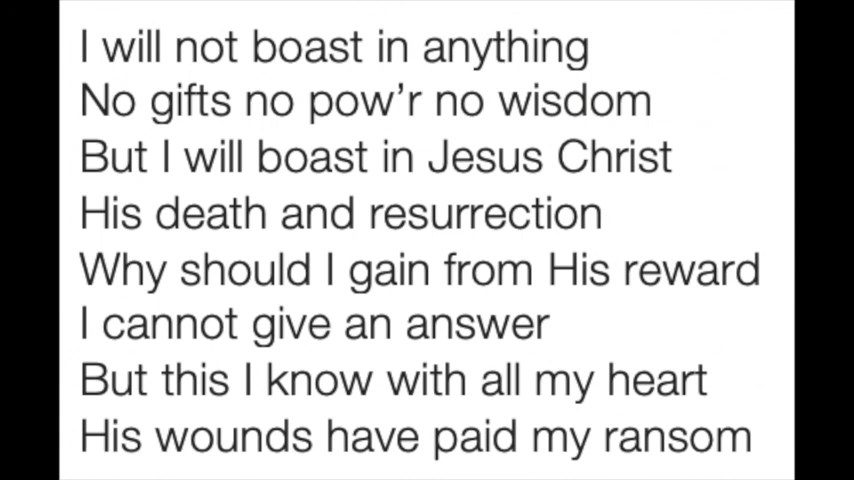 I will not boast in anything
No gifts no pow’r no wisdom
But I will boast in Jesus Christ
His death and resurrection
Why should I gain from His reward
I cannot give an answer
But this I know with all my heart
His wounds have paid my ransom